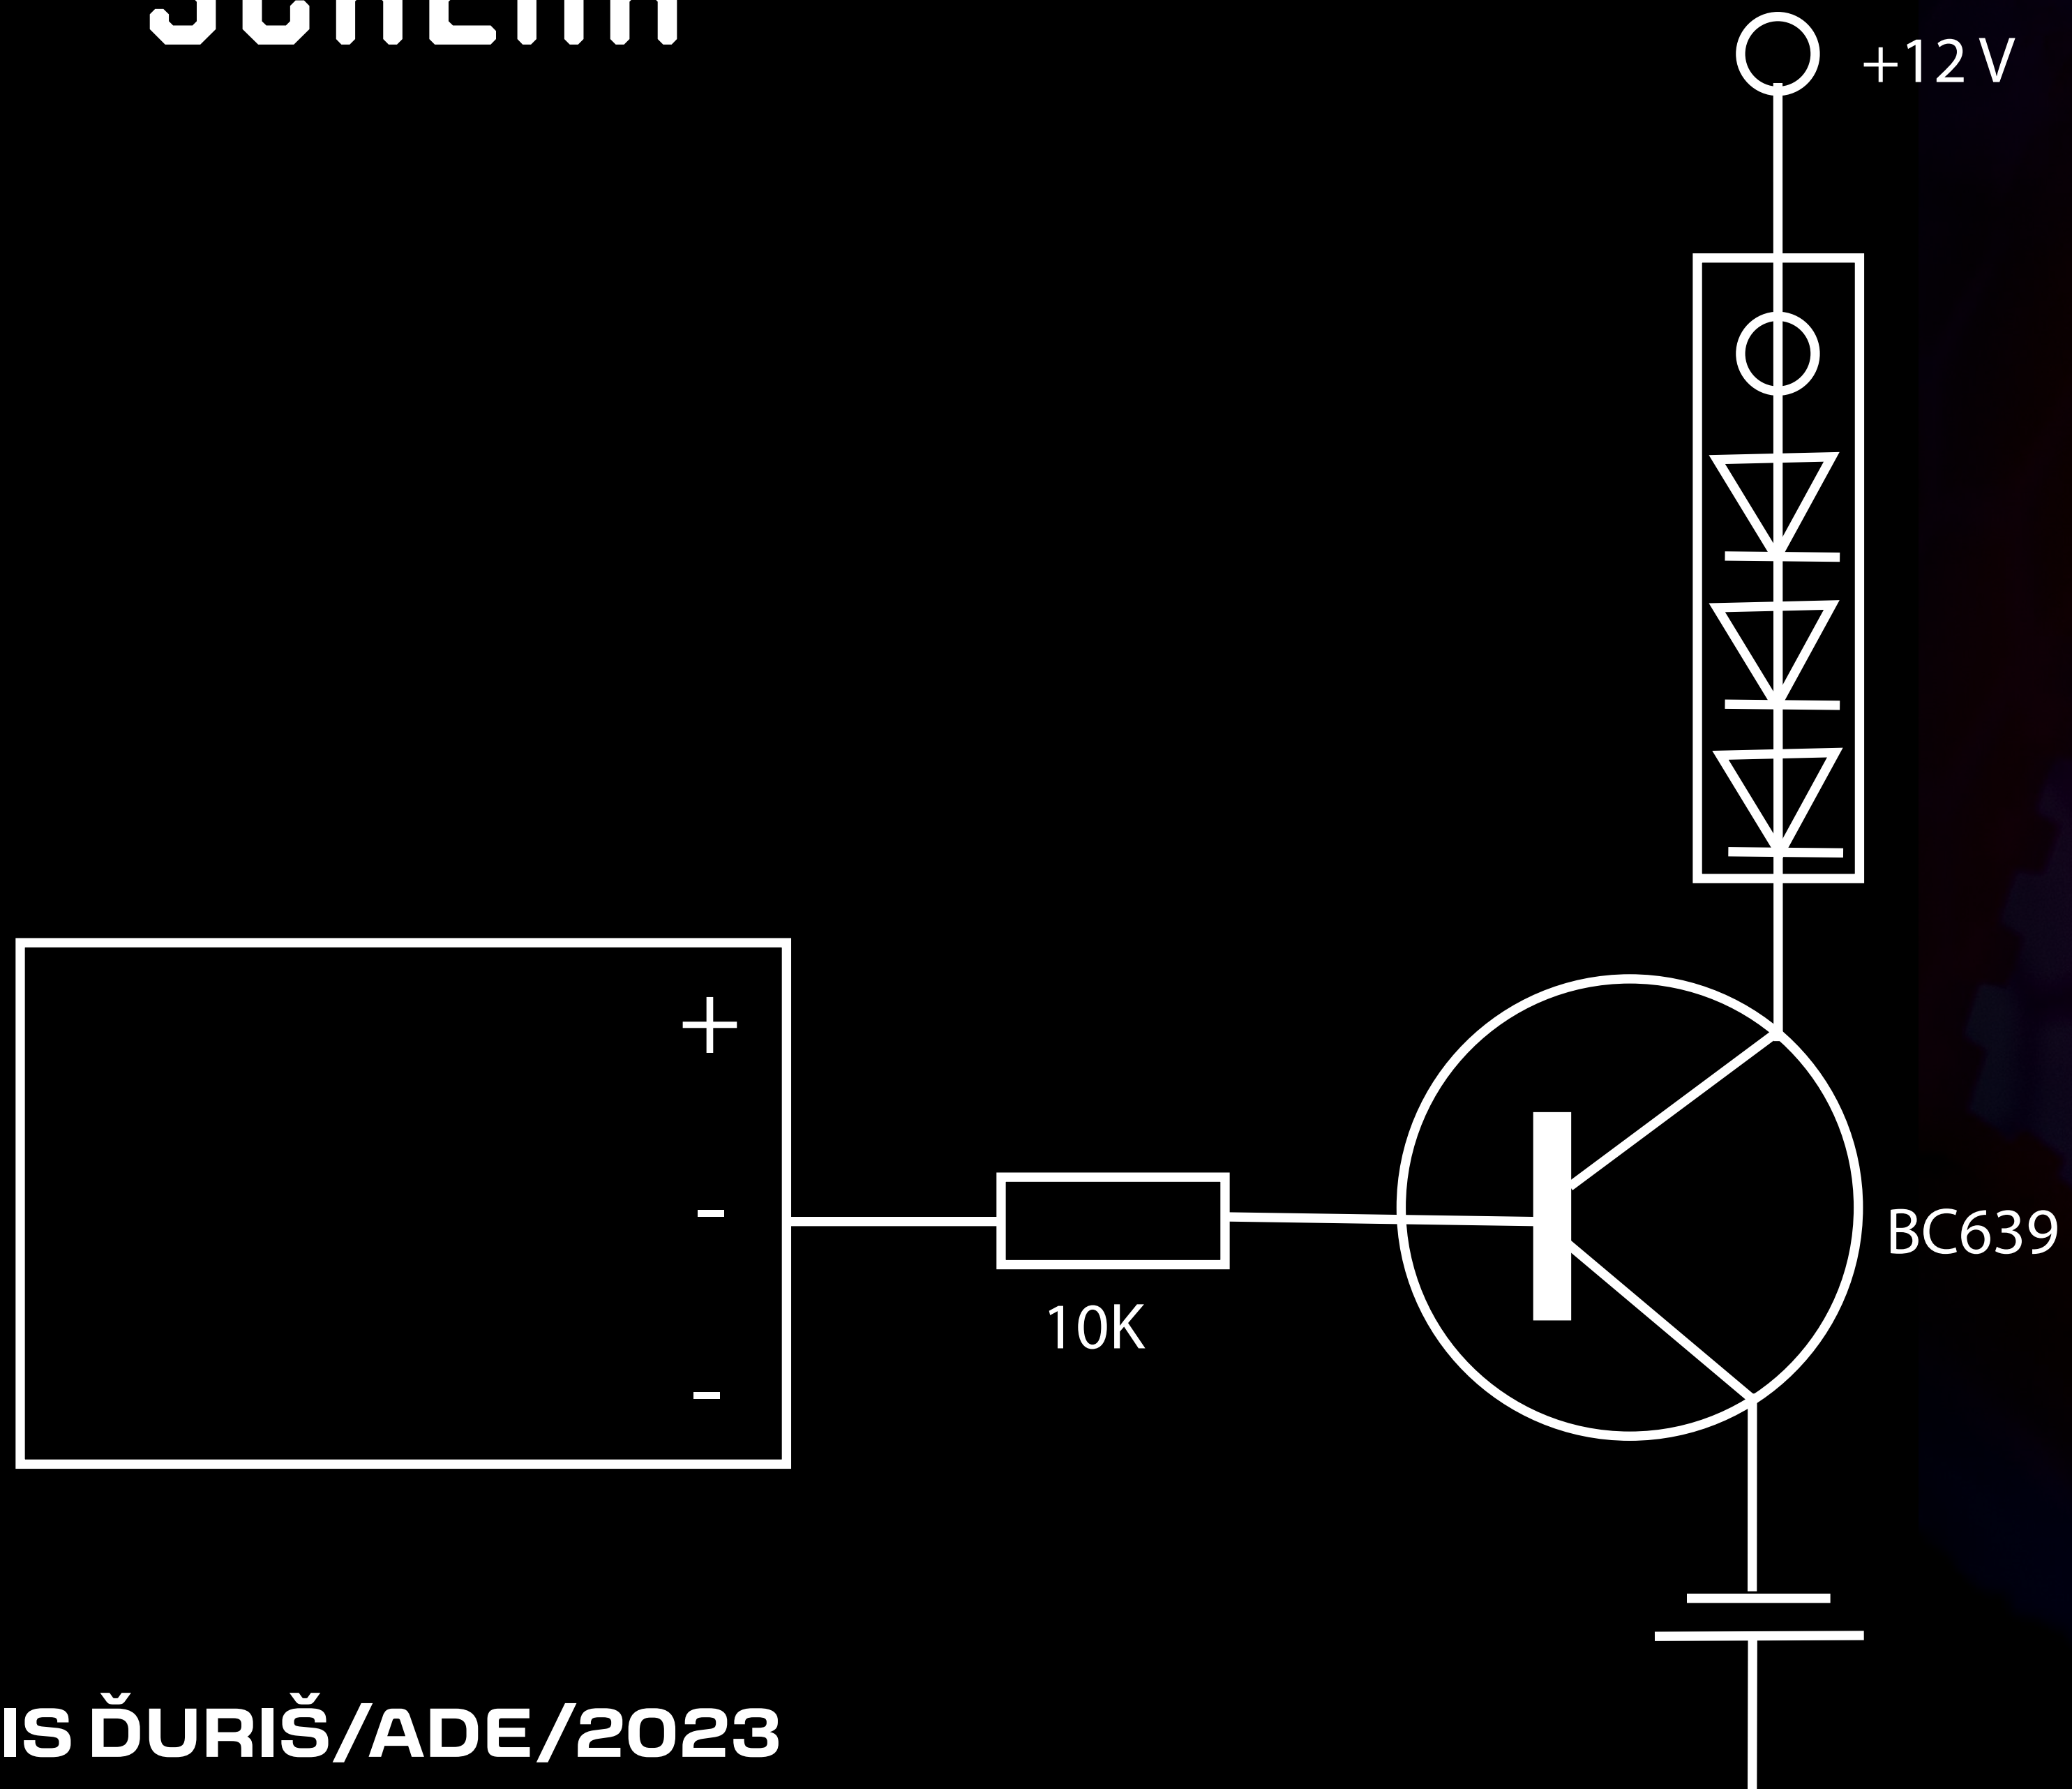 +12 V
+
-
-
10K
BC639
IS ĎURIŠ/ADE/2023